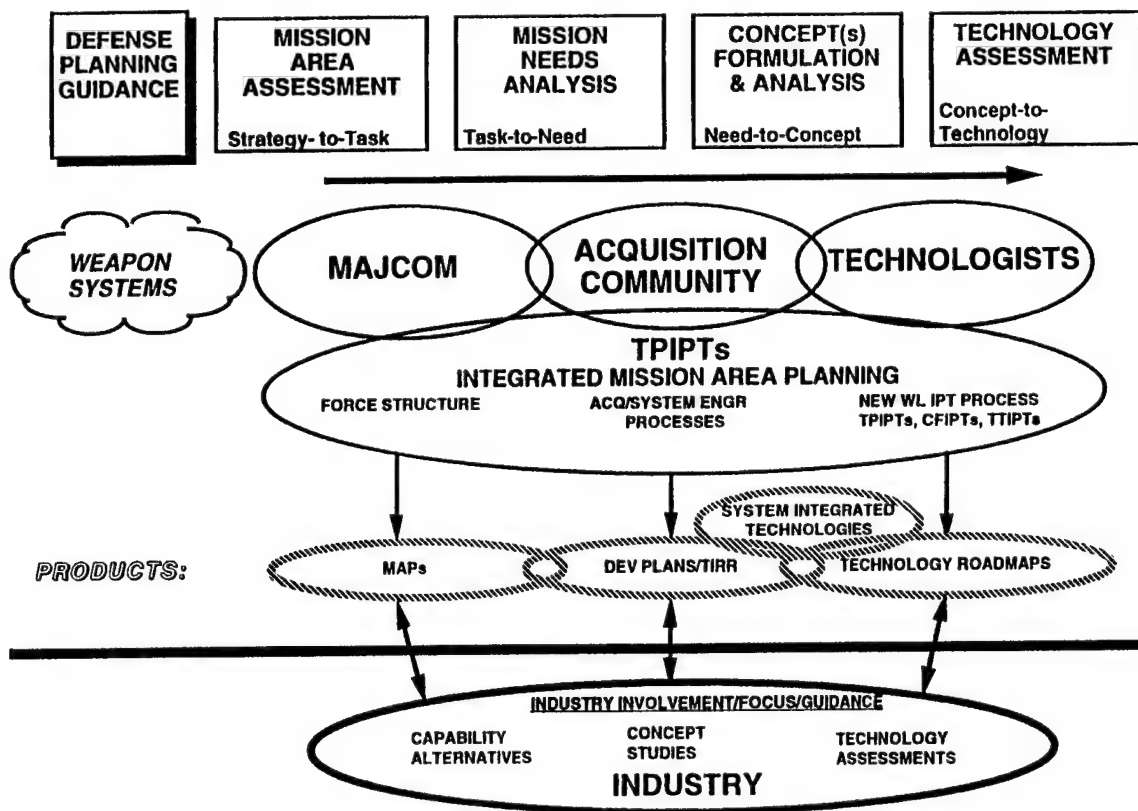 DEFENSE
PLANNING
GUIDANCE
MISSION
AREA
ASSESSMENT
Strategy- to-Task
MISSION
NEEDS
ANALYSIS
Task-to-Need
CONCEPT(s)
FORMULATION
& ANALYSIS
Need-to-Concept
TECHNOLOGY
ASSESSMENT
Concept-to-
Technology
WEAPON
SYSTEMS
MAJCOM
ACQUISITION
COMMUNITY
TECHNOLOGISTS
TPIPTs
INTEGRATED MISSION AREA PLANNING
FORCE STRUCTURE
ACQ/SYSTEM ENGR
PROCESSES
NEW WL IPT PROCESS
TPIPTs, CFIPTs, TTIPTs
SYSTEM INTEGRATED
TECHNOLOGIES
PRODUCTS:
MAPs
DEV PLANS/TIRR
TECHNOLOGY ROADMAPS
INDUSTRY INVOLVEMENT/FOCUS/GUIDANCE
CAPABILITY
ALTERNATIVES
CONCEPT
STUDIES
TECHNOLOGY
ASSESSMENTS
INDUSTRY